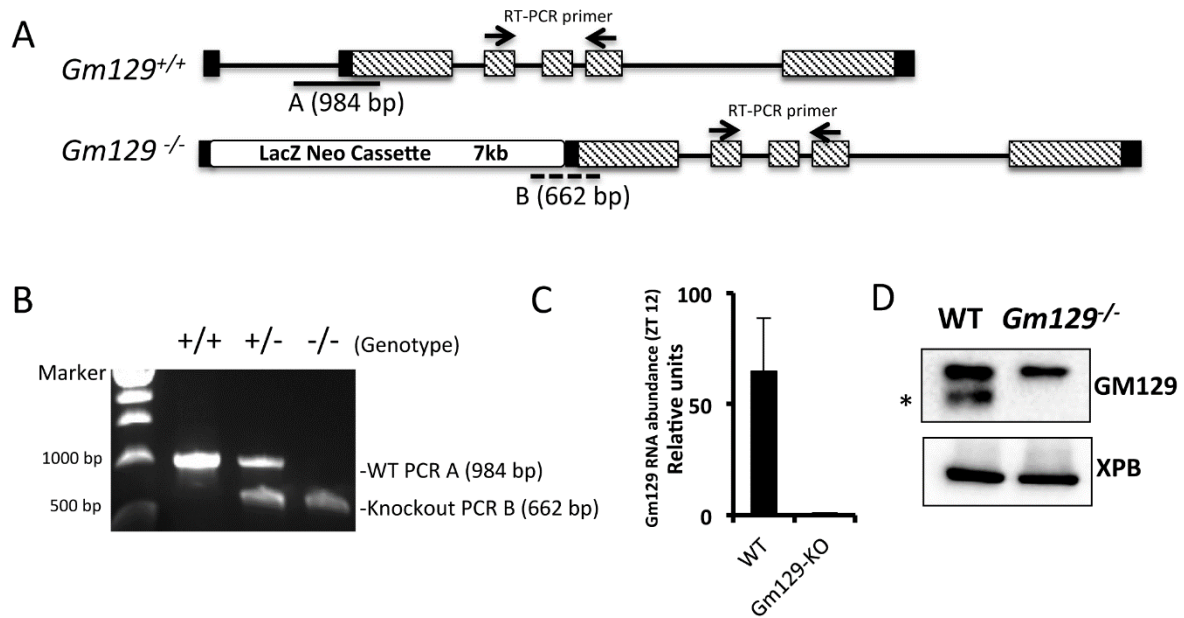 A
RT-PCR primer
Gm129+/+
A (984 bp)
RT-PCR primer
Gm129 -/-
LacZ Neo Cassette 7kb
B (662 bp)
B
+/+ +/- -/- (Genotype)
Marker
1000 bp
-WT PCR A (984 bp)
500 bp
-Knockout PCR B (662 bp)
C
Gm129 RNA abundance (ZT 12)
Relative units
100
50
0
WT
Gm129-KO
D
WT Gm129-/-
GM129
*
XPB